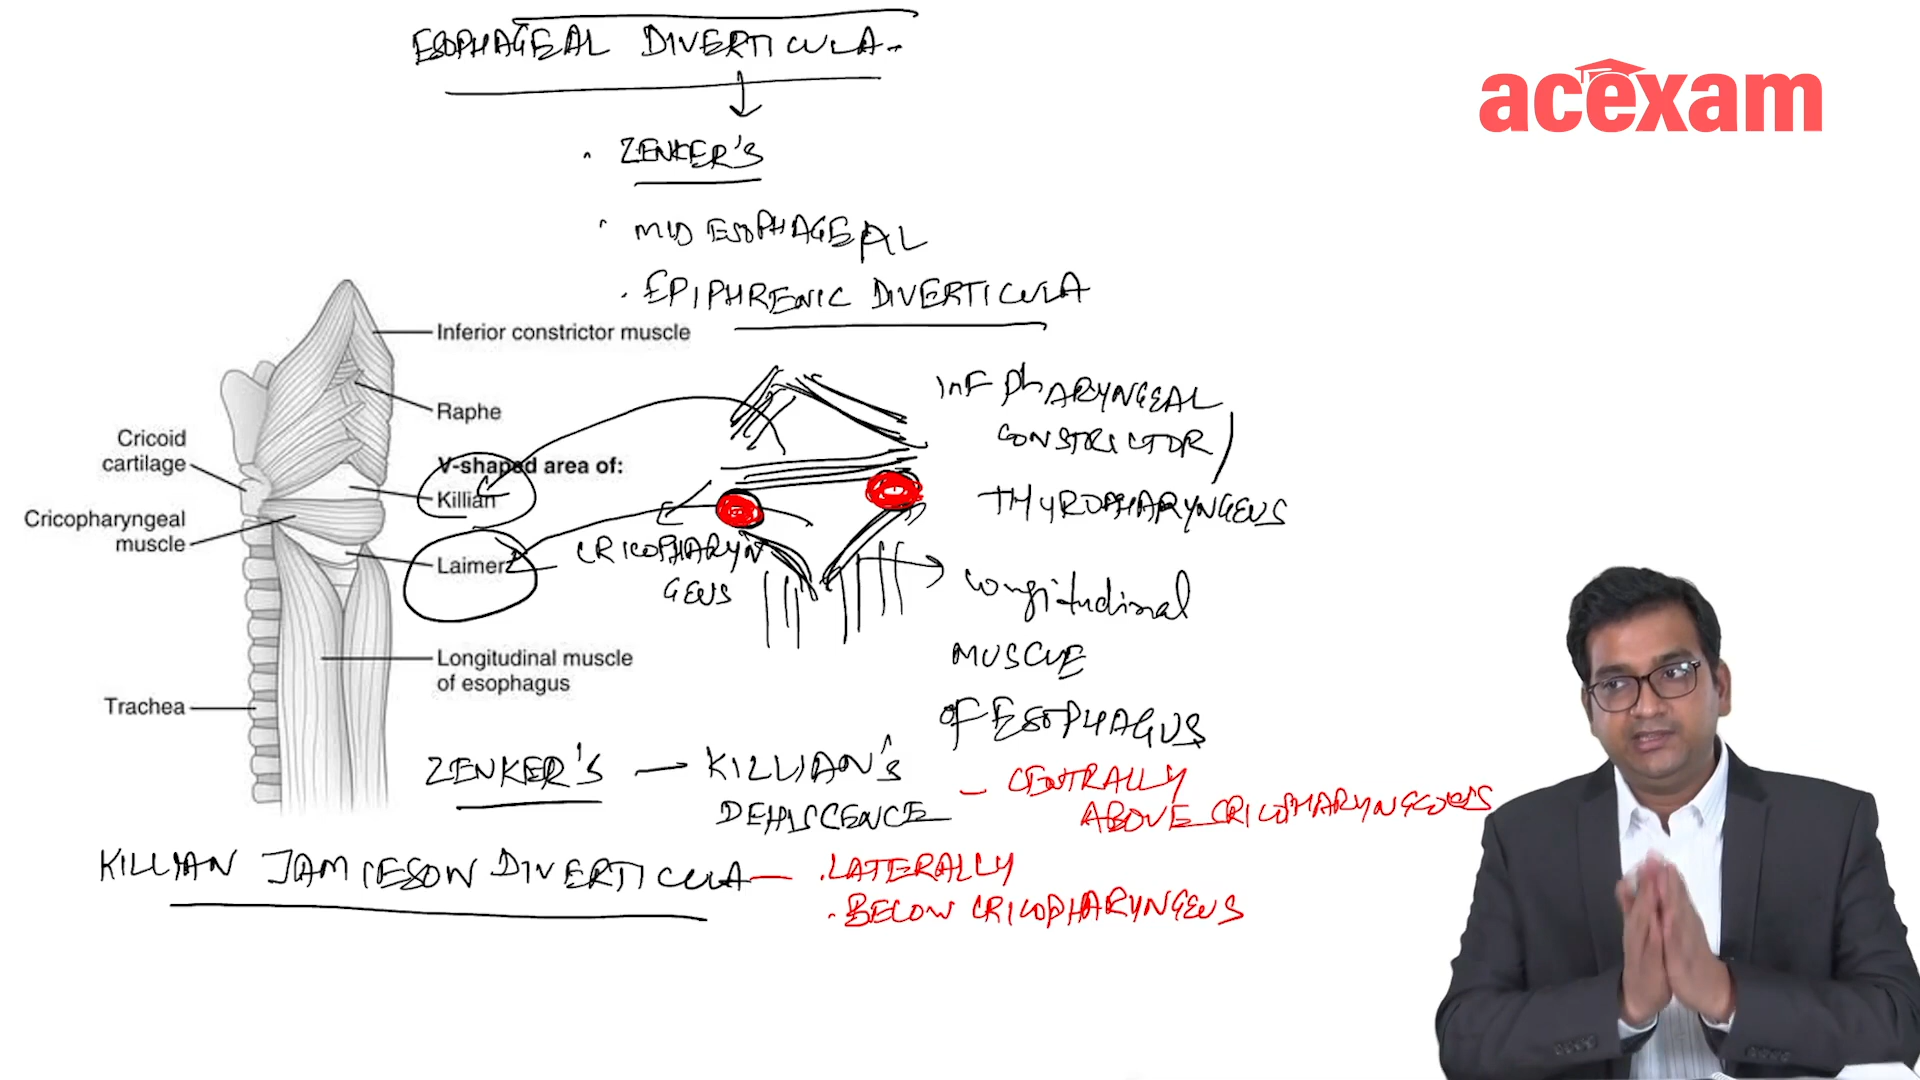 ESOPHAGEAL DIVERTICULA
acexam
• ZENKER'S
• MID ESOPHAGEAL
• EPIPHRENIC DIVERTICULA
Inferior constrictor muscle
Raphe
Cricoid
cartilage
V-shaped area of:
Killian
Cricopharyngeal
muscle
Laimer
Longitudinal muscle
of esophagus
Trachea
INF PHARYNGEAL
CONSTRICTOR/
THYROPHARYNGEUS
CRICOPHARYN
GEUS
Longitudinal
MUSCLE
OF ESOPHAGUS
ZENKER'S — KILLIAN'S
DEHISCENCE — CENTRALLY
ABOVE CRICOPHARYNGEUS
KILLIAN JAMIESON DIVERTICULA — • LATERALLY
• BELOW CRICOPHARYNGEUS